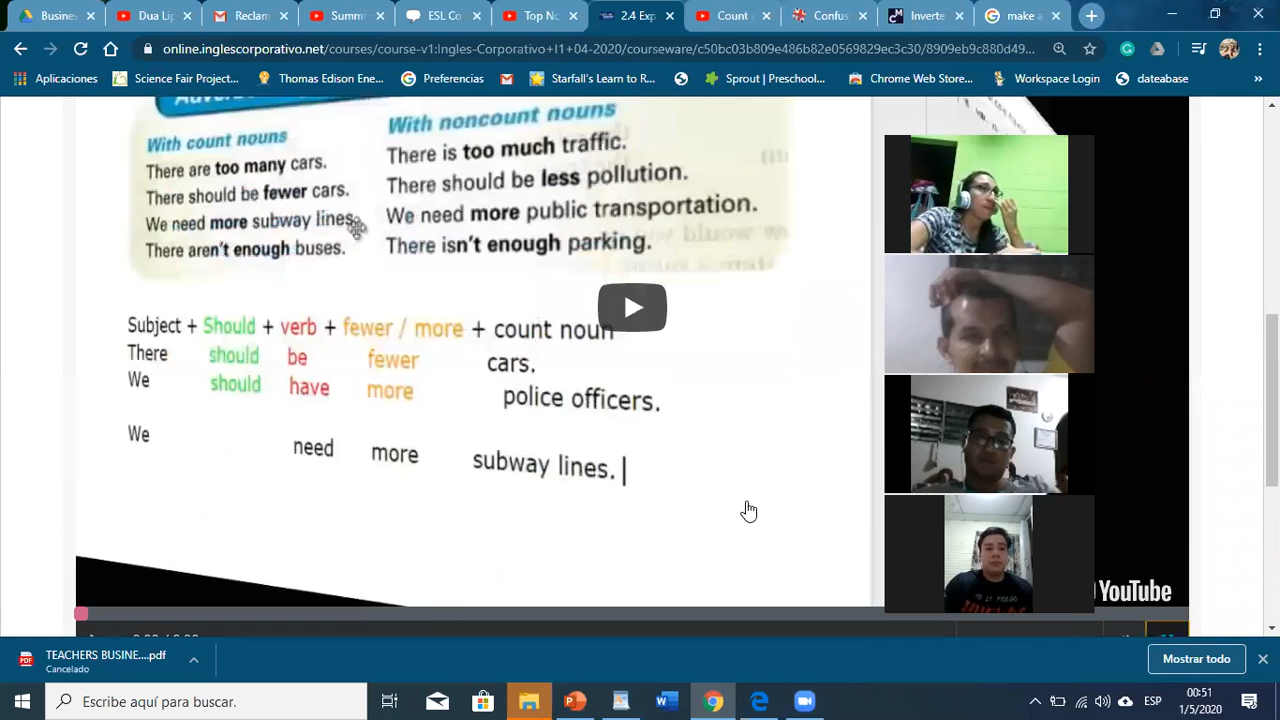 Busines
Dua Lip
Reclam
Summe
ESL Co
Top No
2.4 Exp
Count a
Confus
Inverte
make a
online.inglescorporativo.net/courses/course-v1:Ingles-Corporativo+I1+04-2020/courseware/c50bc03b809e486b82e0569829ec3c30/8909eb9c880d49...
Aplicaciones
Science Fair Project...
Thomas Edison Ene...
Preferencias
Starfall's Learn to R...
Sprout | Preschool...
Chrome Web Store...
Workspace Login
dateabase
With count nouns
There are too many cars.
There should be fewer cars.
We need more subway lines.
There aren't enough buses.
With noncount nouns
There is too much traffic.
There should be less pollution.
We need more public transportation.
There isn't enough parking.
Subject + Should + verb + fewer / more + count noun
There should be fewer cars.
We should have more police officers.
We need more subway lines.
YouTube
TEACHERS BUSINE....pdf
Cancelado
Mostrar todo
Escribe aquí para buscar.
ESP
00:51
1/5/2020